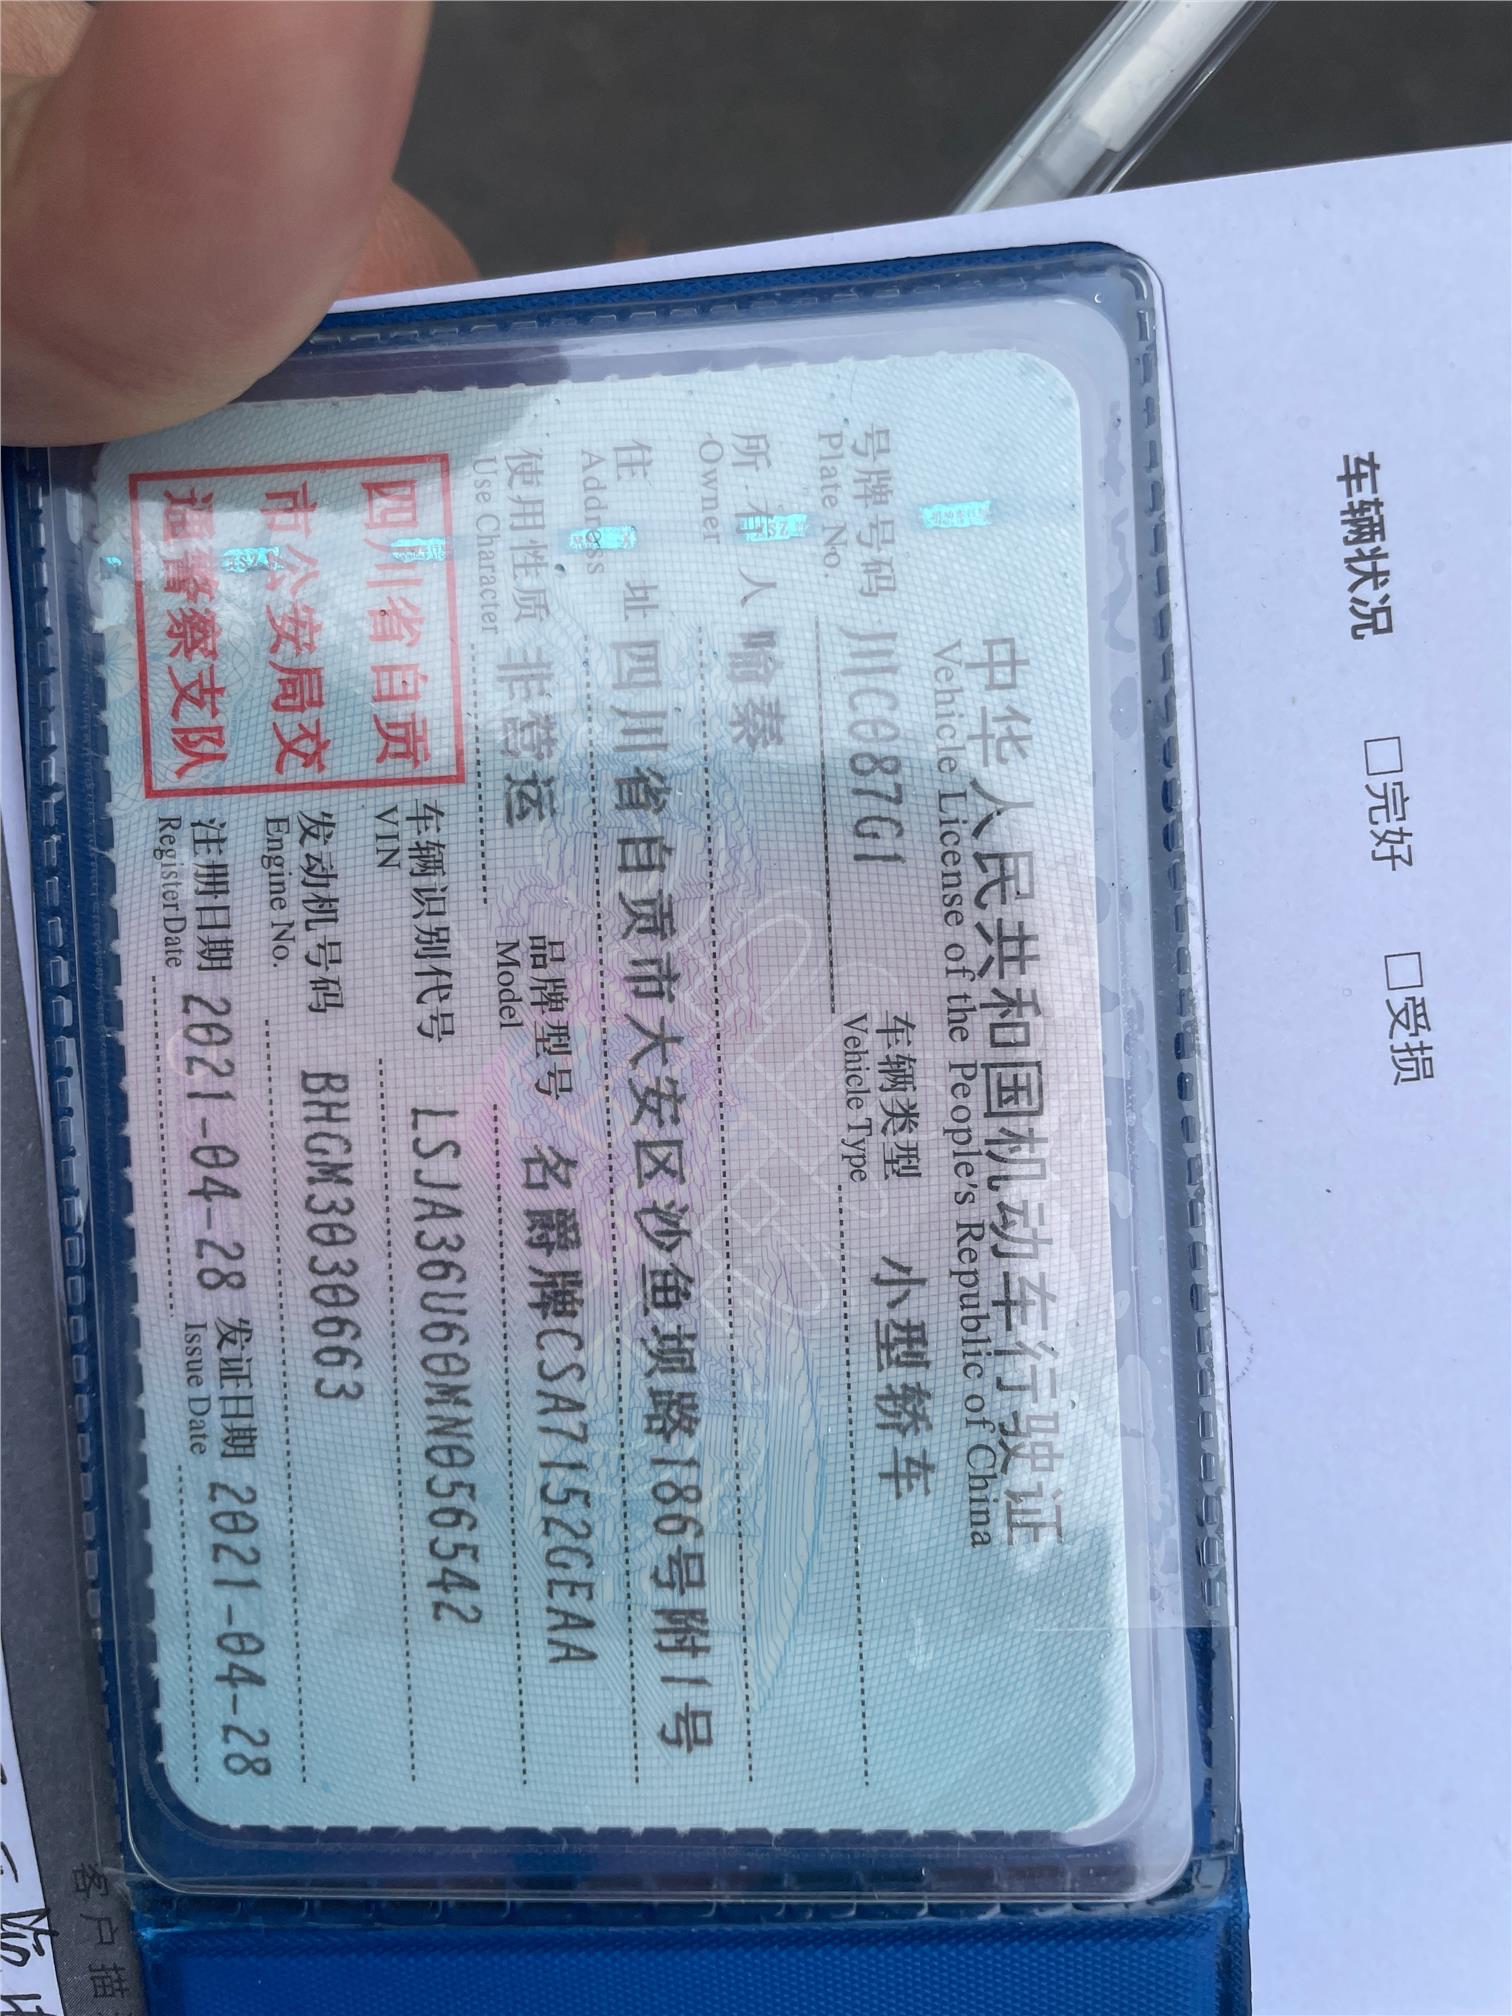 中华人民共和国机动车行驶证
Vehicle License of the People's Republic of China
号牌号码 川C087G1 车辆类型 小型轿车
Plate No. Vehicle Type
所有人 喻秦
Owner
住址 四川省自贡市大安区沙鱼坝路186号附1号
Address
使用性质 非营运 品牌型号 名爵牌CSA7152GEAA
Use Character Model
四川省自贡
市公安局交
通警察支队
车辆识别代号 LSJA36U60MN056542
VIN
发动机号码 BHGM3030663
Engine No.
注册日期 2021-04-28 发证日期 2021-04-28
Register Date Issue Date
车辆状况 □完好 □受损
客户描